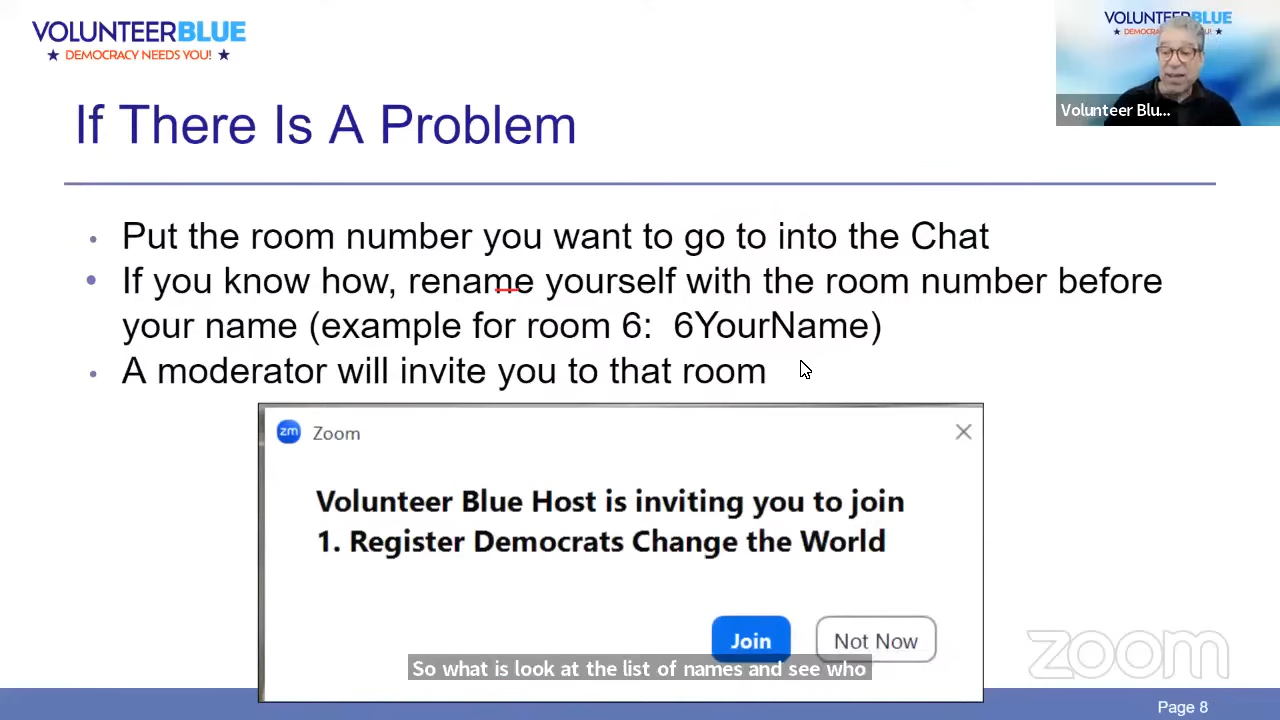 VOLUNTEERBLUE
★ DEMOCRACY NEEDS YOU! ★
If There Is A Problem
• Put the room number you want to go to into the Chat
• If you know how, rename yourself with the room number before
your name (example for room 6: 6YourName)
• A moderator will invite you to that room
VOLUNTEERBLUE
Volunteer Blu...
zm Zoom
Volunteer Blue Host is inviting you to join
1. Register Democrats Change the World
Join Not Now
So what is look at the list of names and see who
zoom
Page 8